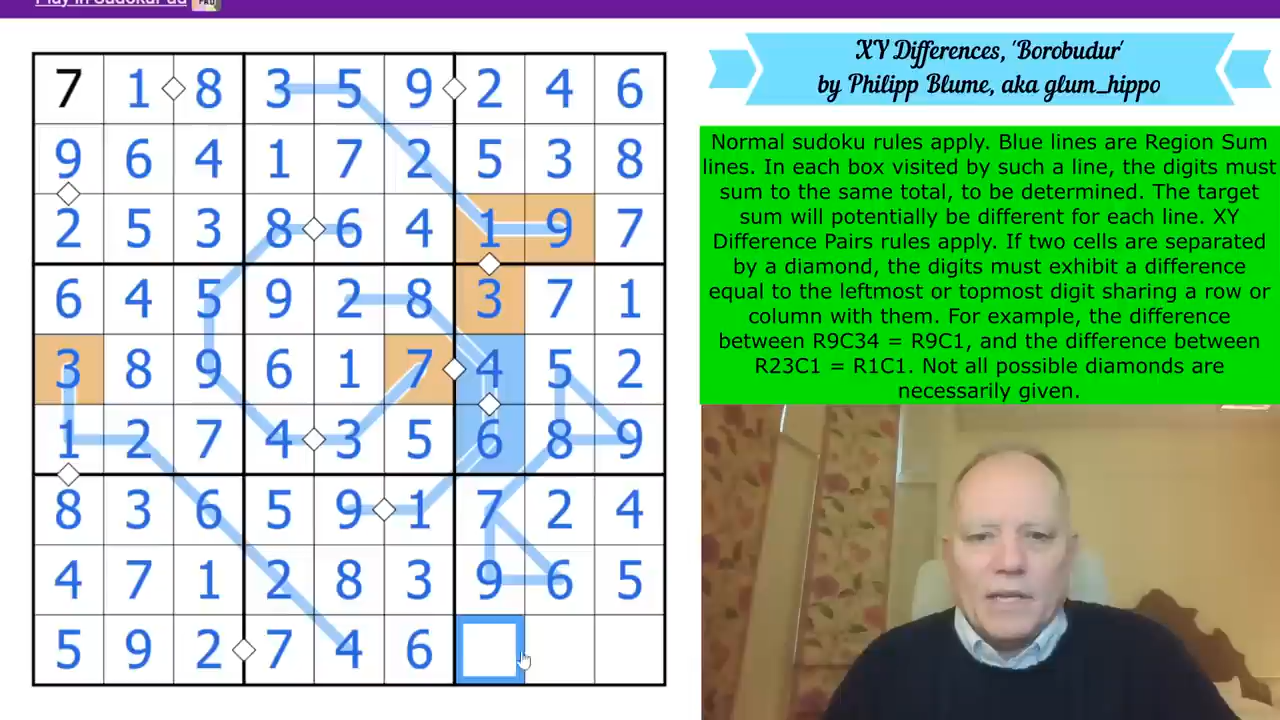 Play in SudokuPad
XY Differences, 'Borobudur'
by Philipp Blume, aka glum_hippo
Normal sudoku rules apply. Blue lines are Region Sum
lines. In each box visited by such a line, the digits must
sum to the same total, to be determined. The target
sum will potentially be different for each line. XY
Difference Pairs rules apply. If two cells are separated
by a diamond, the digits must exhibit a difference
equal to the leftmost or topmost digit sharing a row or
column with them. For example, the difference
between R9C34 = R9C1, and the difference between
R23C1 = R1C1. Not all possible diamonds are
necessarily given.
7 1 8 3 5 9 2 4 6
9 6 4 1 7 2 5 3 8
2 5 3 8 6 4 1 9 7
6 4 5 9 2 8 3 7 1
3 8 9 6 1 7 4 5 2
1 2 7 4 3 5 6 8 9
8 3 6 5 9 1 7 2 4
4 7 1 2 8 3 9 6 5
5 9 2 7 4 6